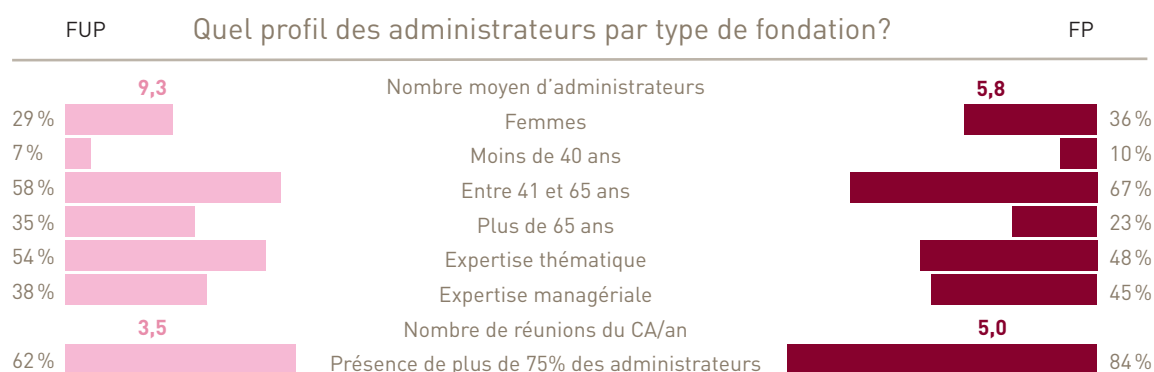 FUP Quel profil des administrateurs par type de fondation? FP
9,3 Nombre moyen d'administrateurs 5,8
29 % Femmes 36 %
7 % Moins de 40 ans 10 %
58 % Entre 41 et 65 ans 67 %
35 % Plus de 65 ans 23 %
54 % Expertise thématique 48 %
38 % Expertise managériale 45 %
3,5 Nombre de réunions du CA/an 5,0
62 % Présence de plus de 75% des administrateurs 84 %